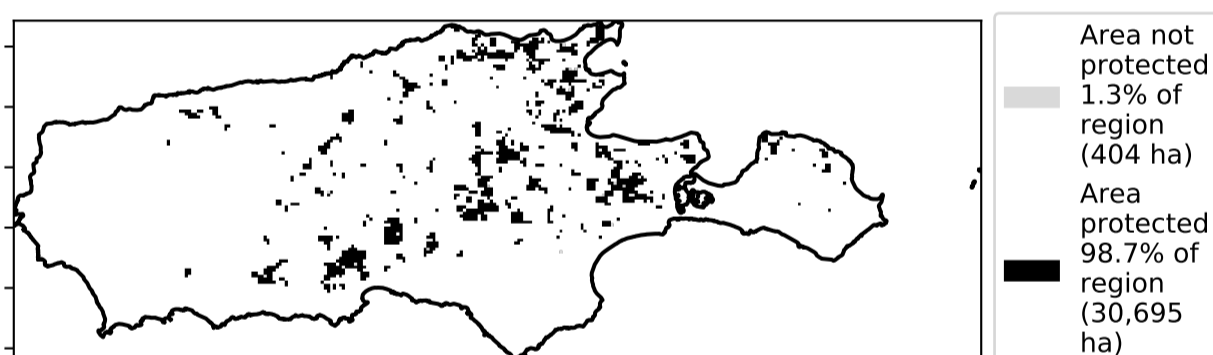 Area not
protected
1.3% of
region
(404 ha)
Area
protected
98.7% of
region
(30,695
ha)